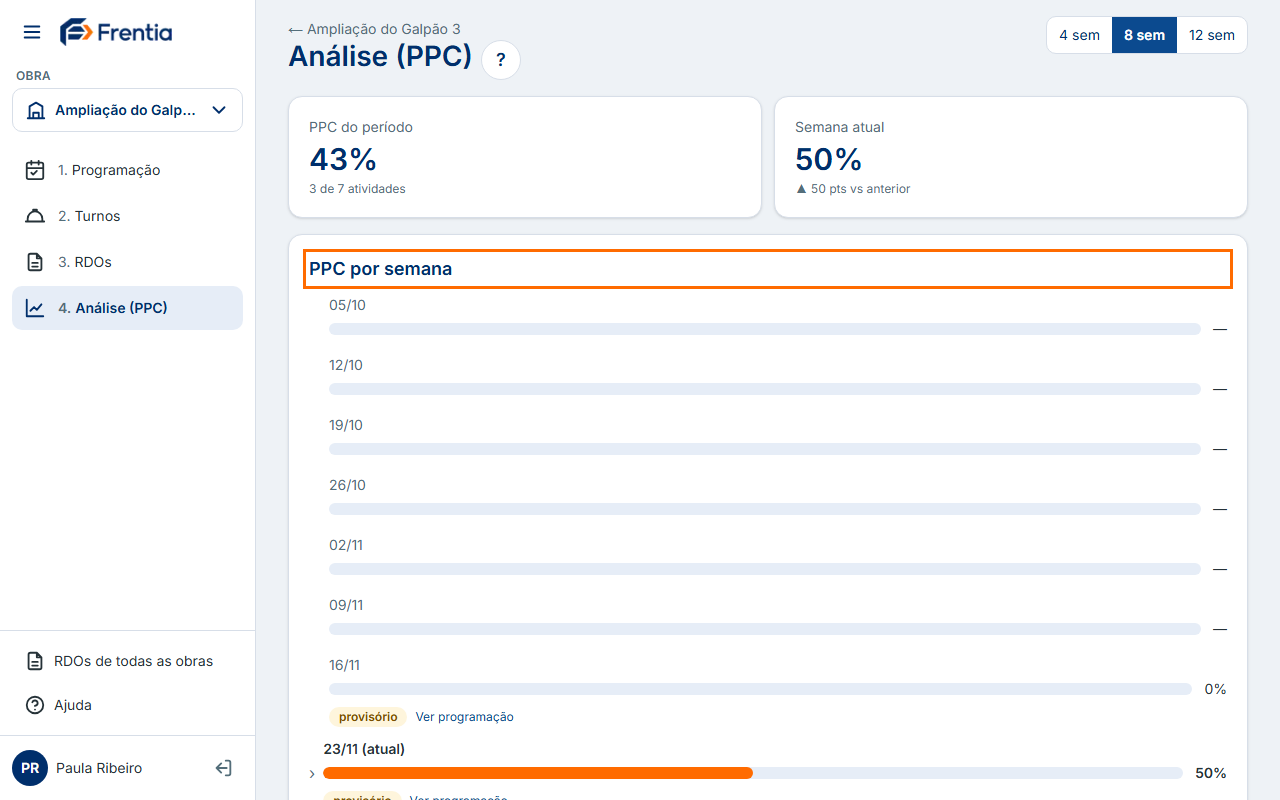 Frentia
OBRA
Ampliação do Galp...
1. Programação
2. Turnos
3. RDOs
4. Análise (PPC)
RDOs de todas as obras
Ajuda
PR
Paula Ribeiro
← Ampliação do Galpão 3
Análise (PPC)
?
4 sem
8 sem
12 sem
PPC do período
43%
3 de 7 atividades
Semana atual
50%
▲ 50 pts vs anterior
PPC por semana
05/10
—
12/10
—
19/10
—
26/10
—
02/11
—
09/11
—
16/11
0%
provisório Ver programação
23/11 (atual)
› 50%
provisório Ver programação